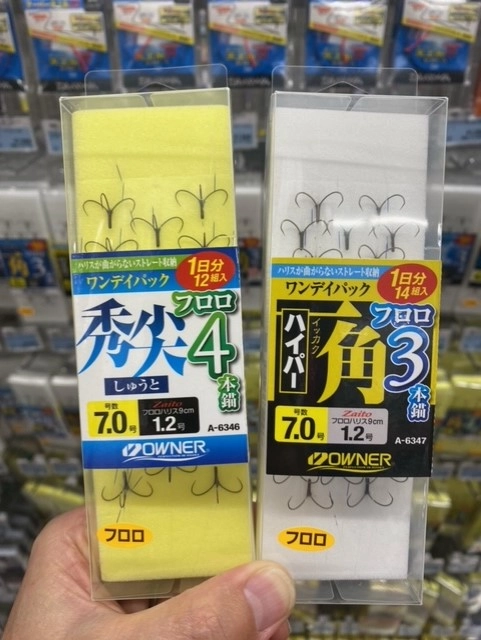 ハリスが曲がらないストレート収納
ワンデイパック
1日分
12組入
秀尖
しゅうと
フロロ
4
本錨
号数
7.0号
Zaito
フロロハリス9cm
1.2号
A-6346
OWNER
フロロ
ハリスが曲がらないストレート収納
ワンデイパック
1日分
14組入
ハイパー
イッカク
一角
フロロ
3
本錨
号数
7.0号
Zaito
フロロハリス9cm
1.2号
A-6347
OWNER
フロロ